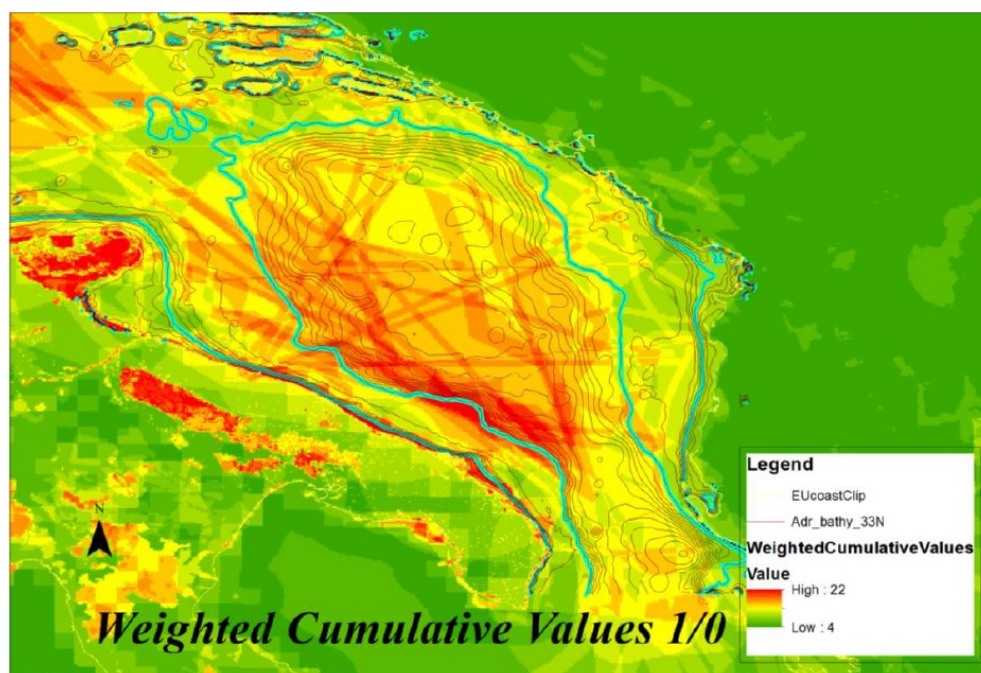 N
Legend
EUcoastClip
Adr_bathy_33N
WeightedCumulativeValues
Value
High : 22
Low : 4
Weighted Cumulative Values 1/0